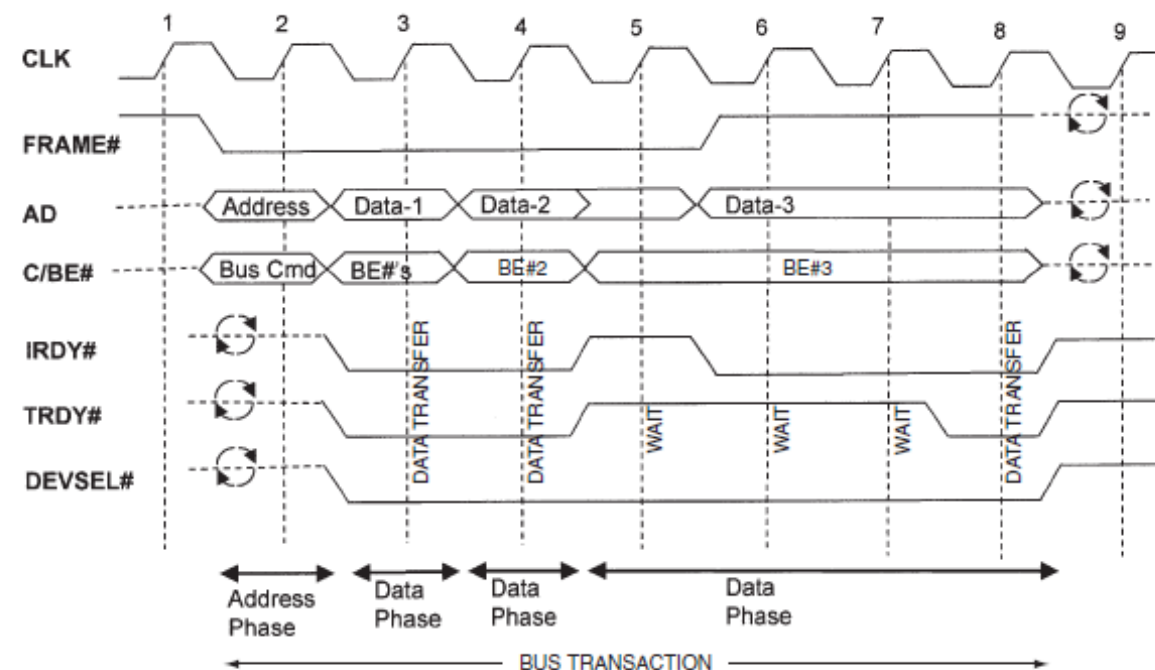 1 2 3 4 5 6 7 8 9
CLK
FRAME#
AD Address Data-1 Data-2 Data-3
C/BE# Bus Cmd BE#'s BE#2 BE#3
IRDY#
TRDY#
DEVSEL#
DATA TRANSFER
DATA TRANSFER
WAIT
WAIT
WAIT
DATA TRANSFER
Address Phase
Data Phase
Data Phase
Data Phase
BUS TRANSACTION